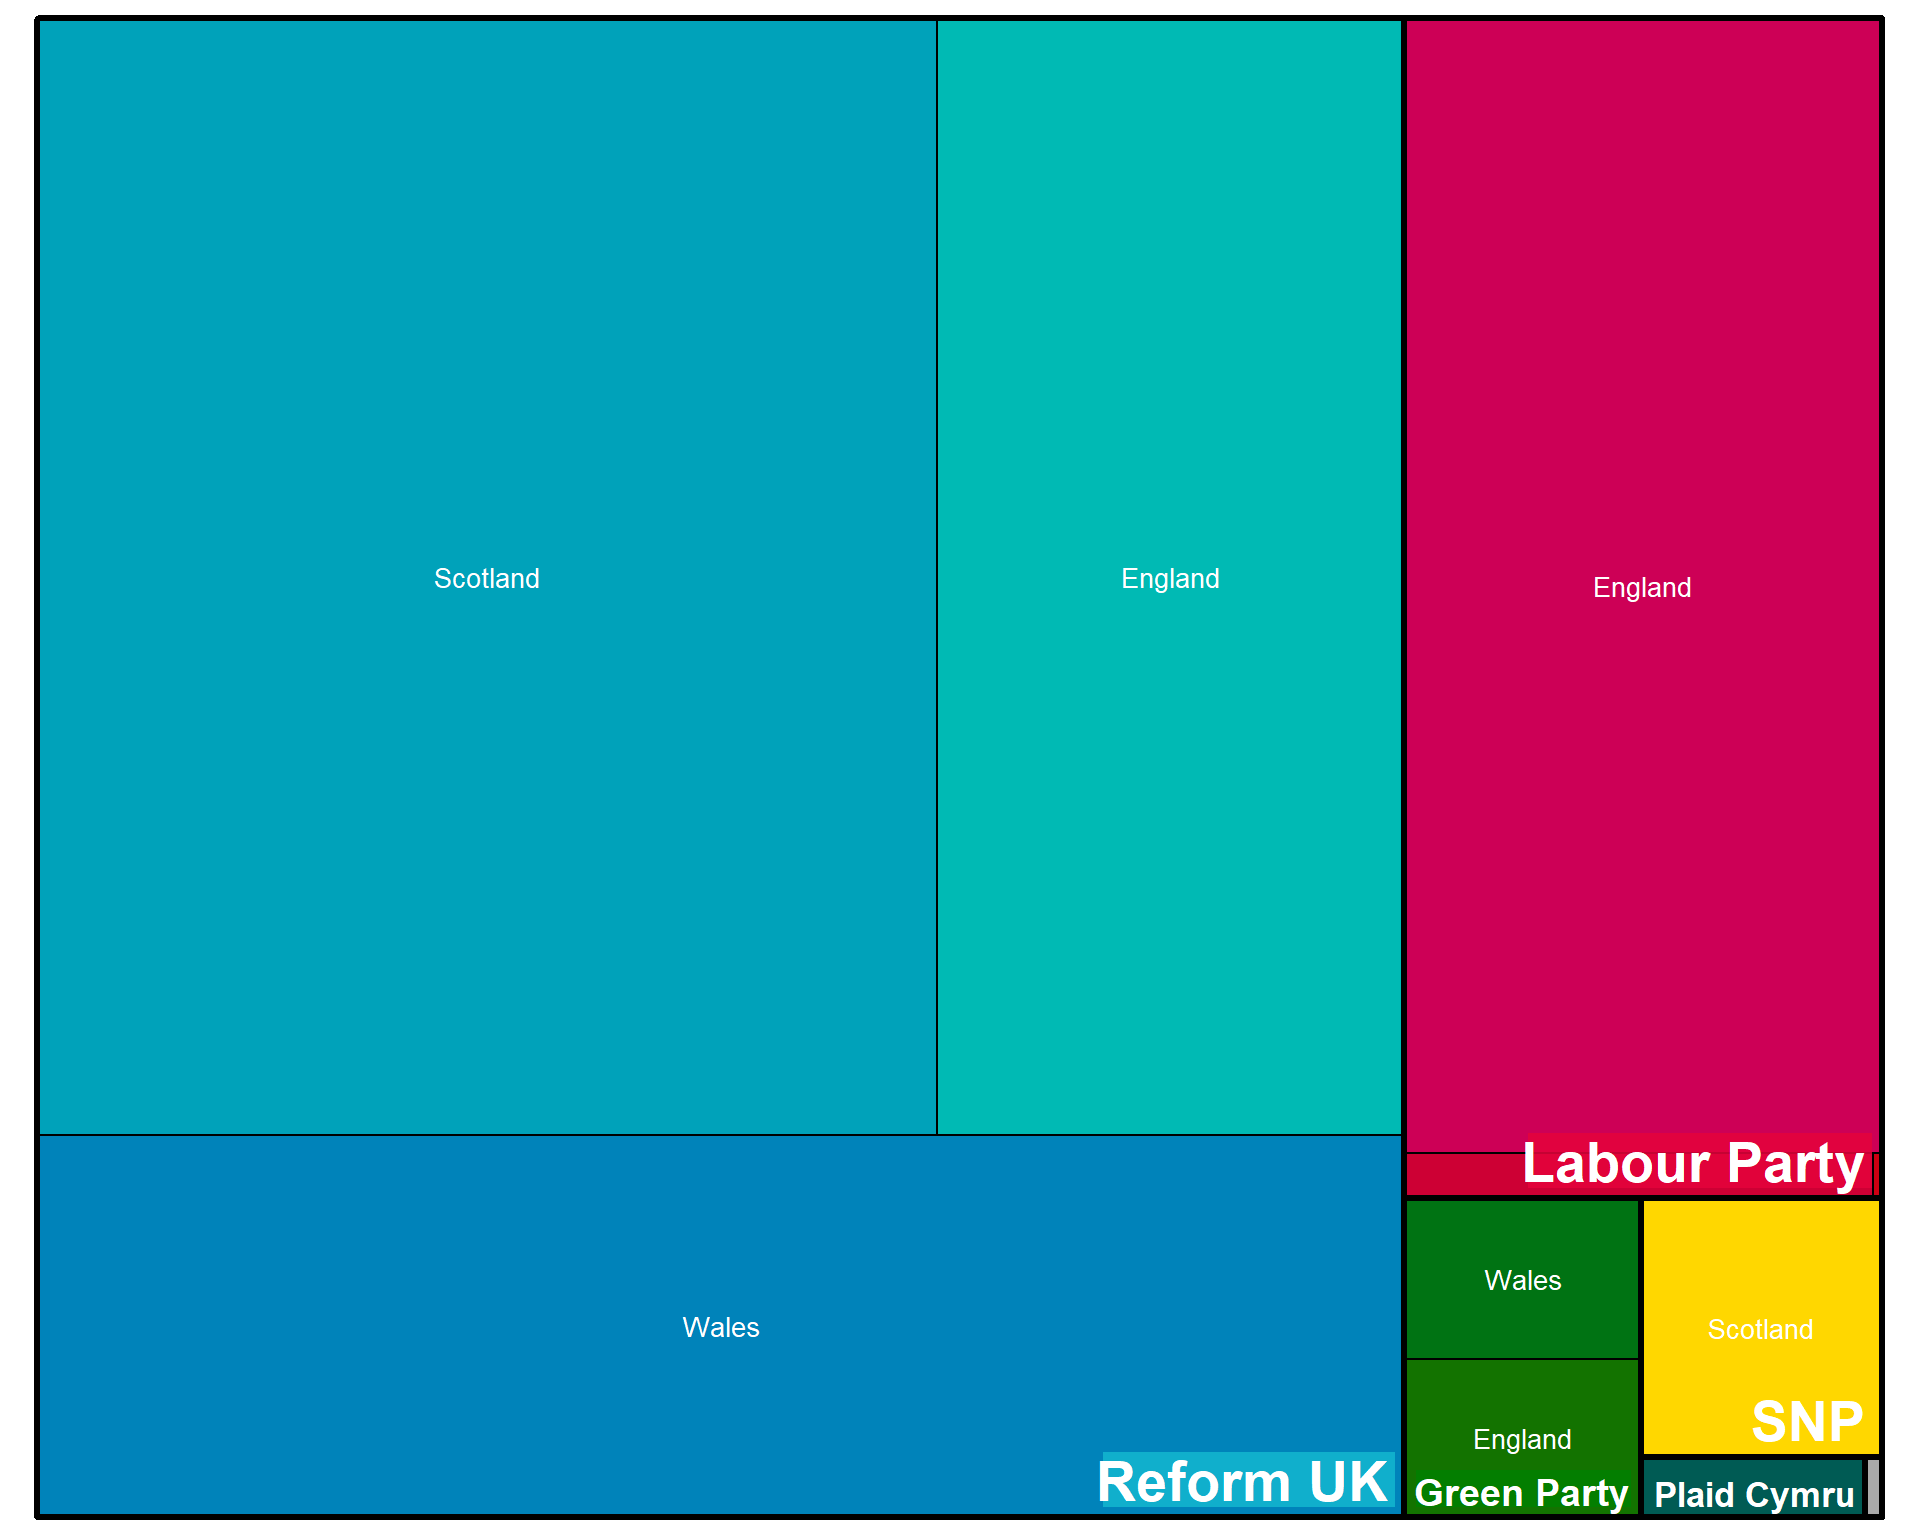 Scotland
England
England
Labour Party
Wales
Scotland
Wales
SNP
England
Reform UK
Green Party
Plaid Cymru